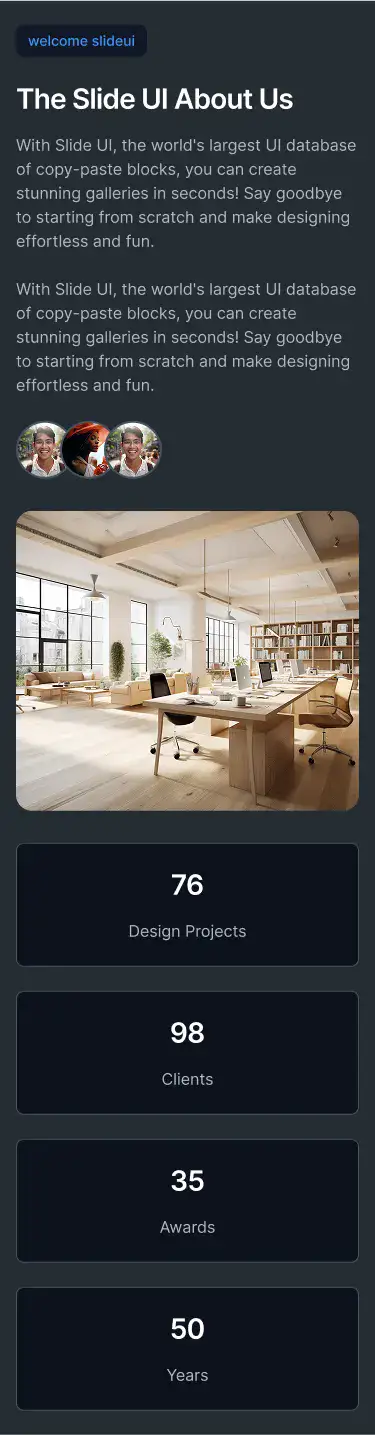 welcome slideui
The Slide UI About Us
With Slide UI, the world's largest UI database
of copy-paste blocks, you can create
stunning galleries in seconds! Say goodbye
to starting from scratch and make designing
effortless and fun.
With Slide UI, the world's largest UI database
of copy-paste blocks, you can create
stunning galleries in seconds! Say goodbye
to starting from scratch and make designing
effortless and fun.
76
Design Projects
98
Clients
35
Awards
50
Years